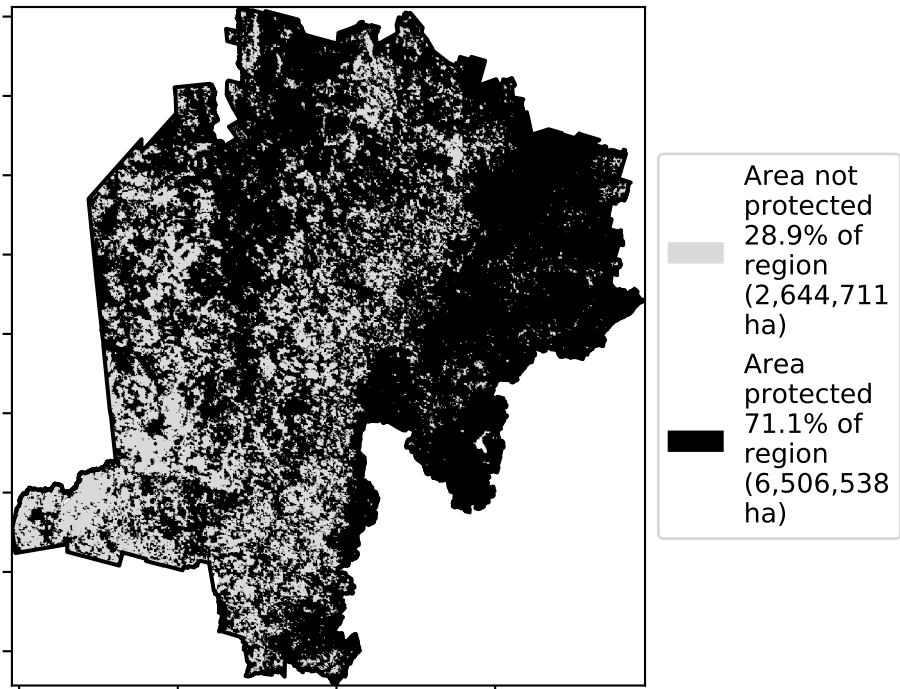 Area not
protected
28.9% of
region
(2,644,711
ha)
Area
protected
71.1% of
region
(6,506,538
ha)